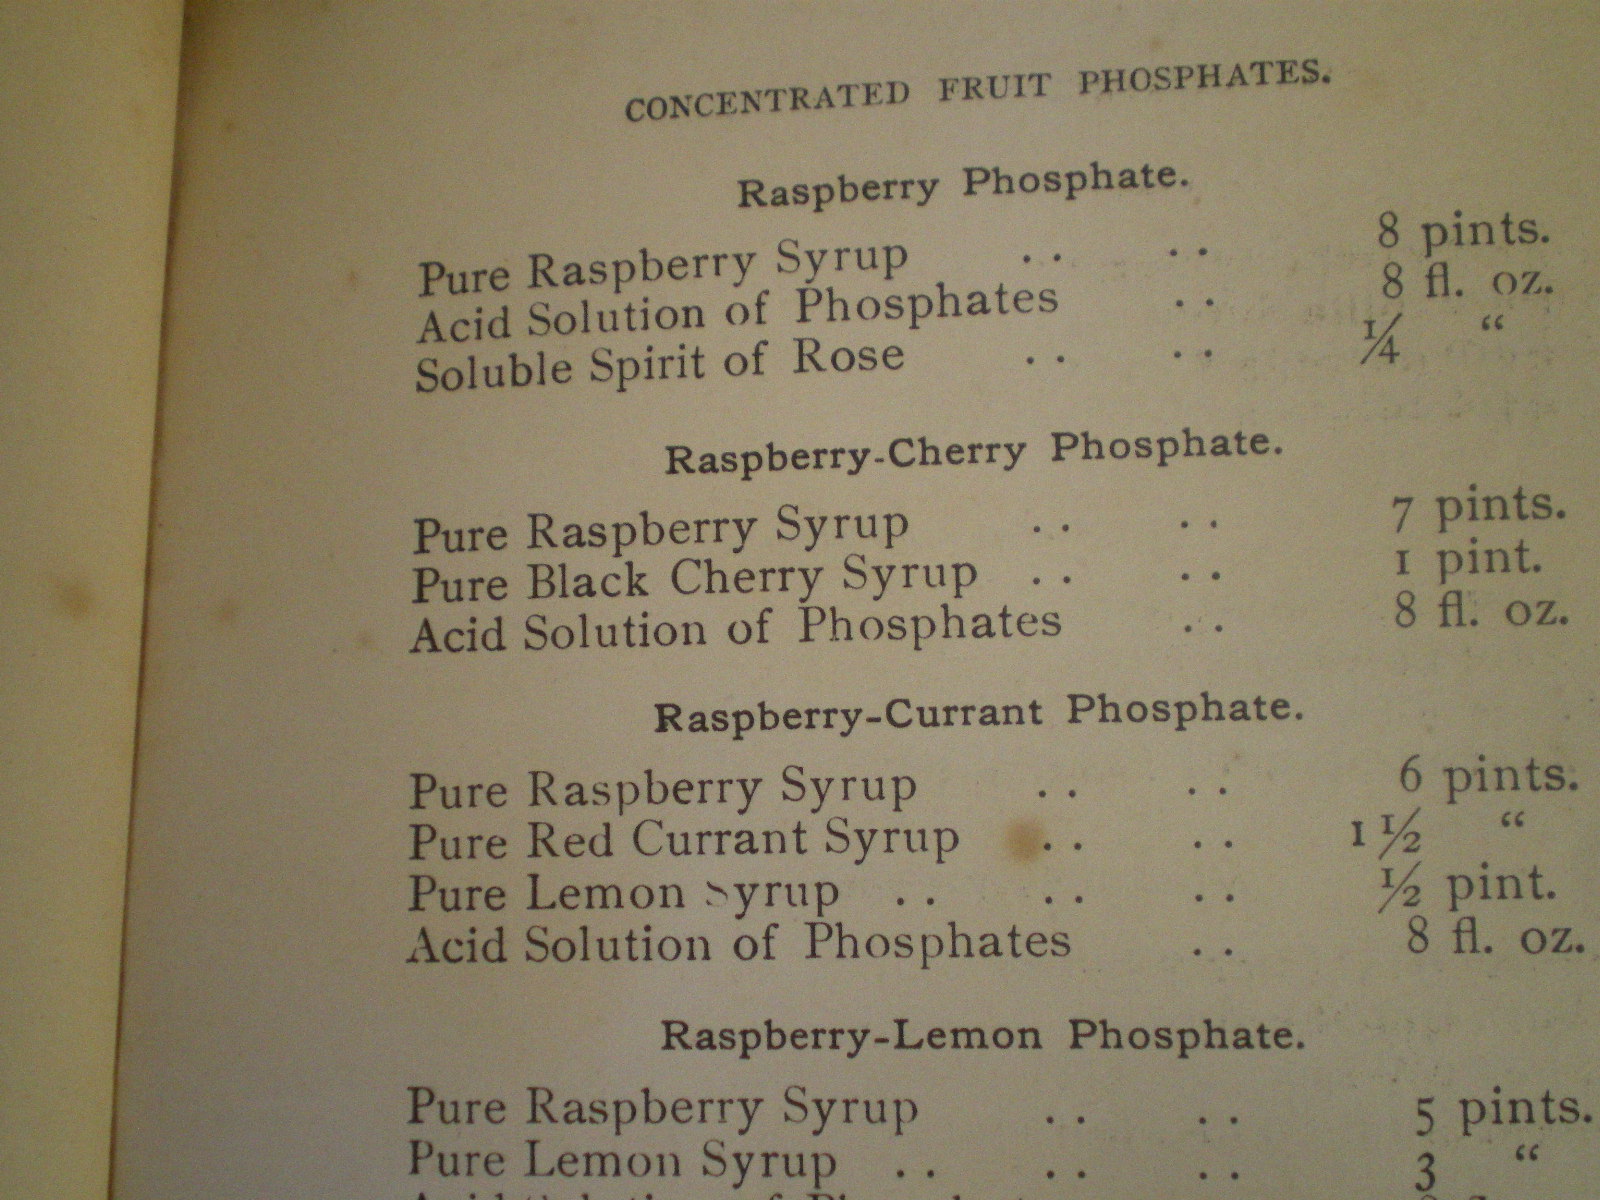 CONCENTRATED FRUIT PHOSPHATES.
Raspberry Phosphate.
Pure Raspberry Syrup .. .. 8 pints.
Acid Solution of Phosphates .. 8 fl. oz.
Soluble Spirit of Rose .. .. ¼ “
Raspberry-Cherry Phosphate.
Pure Raspberry Syrup .. .. 7 pints.
Pure Black Cherry Syrup .. .. 1 pint.
Acid Solution of Phosphates .. 8 fl. oz.
Raspberry-Currant Phosphate.
Pure Raspberry Syrup .. .. 6 pints.
Pure Red Currant Syrup .. .. 1½ “
Pure Lemon Syrup .. .. .. ½ pint.
Acid Solution of Phosphates .. 8 fl. oz.
Raspberry-Lemon Phosphate.
Pure Raspberry Syrup .. .. 5 pints.
Pure Lemon Syrup .. .. .. 3 “